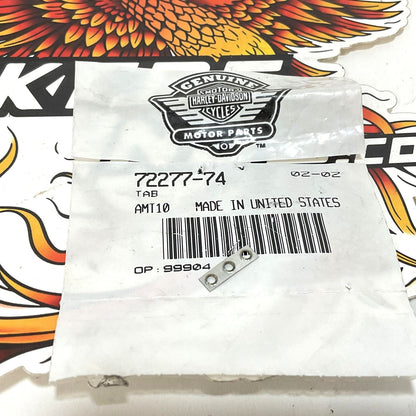 GENUINE
MOTOR
HARLEY-DAVIDSON
CYCLES
MOTOR PARTS
TM
72277-74 02-02
TAB
AMT10 MADE IN UNITED STATES
OP: 99904